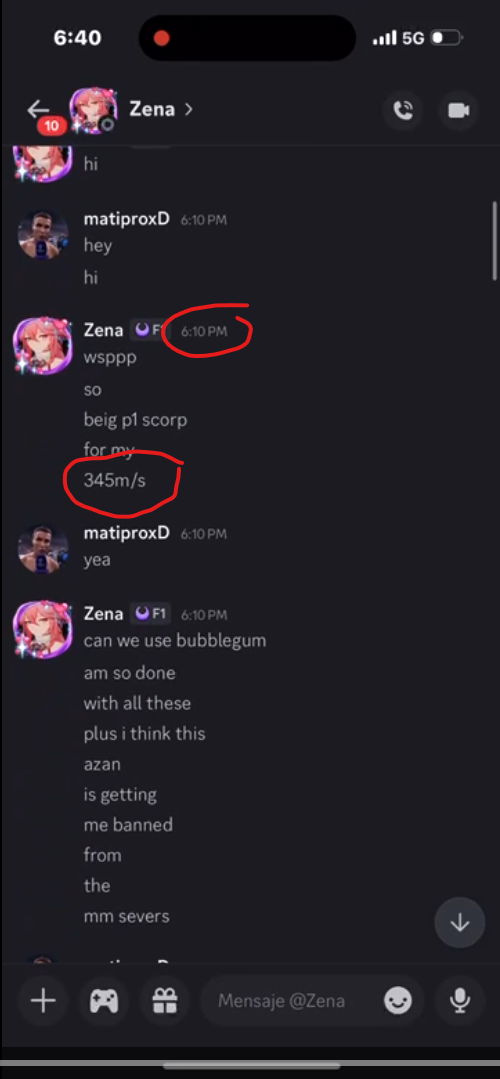 6:40
5G
10
Zena
hi
matiproxD 6:10 PM
hey
hi
Zena F1 6:10 PM
wsppp
so
beig p1 scorp
for my
345m/s
matiproxD 6:10 PM
yea
Zena F1 6:10 PM
can we use bubblegum
am so done
with all these
plus i think this
azan
is getting
me banned
from
the
mm severs
Mensaje @Zena